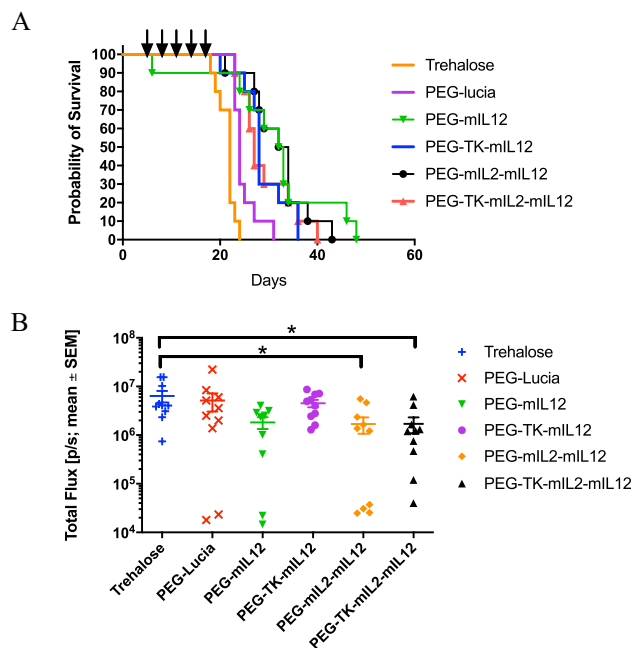 A
Probability of Survival
100
90
80
70
60
50
40
30
20
10
0
0 20 40 60
Days
Trehalose
PEG-lucia
PEG-mIL12
PEG-TK-mIL12
PEG-mIL2-mIL12
PEG-TK-mIL2-mIL12
B
Total Flux [p/s; mean ± SEM]
10^8
10^7
10^6
10^5
10^4
*
*
Trehalose
PEG-Lucia
PEG-mIL12
PEG-TK-mIL12
PEG-mIL2-mIL12
PEG-TK-mIL2-mIL12
Trehalose
PEG-Lucia
PEG-mIL12
PEG-TK-mIL12
PEG-mIL2-mIL12
PEG-TK-mIL2-mIL12